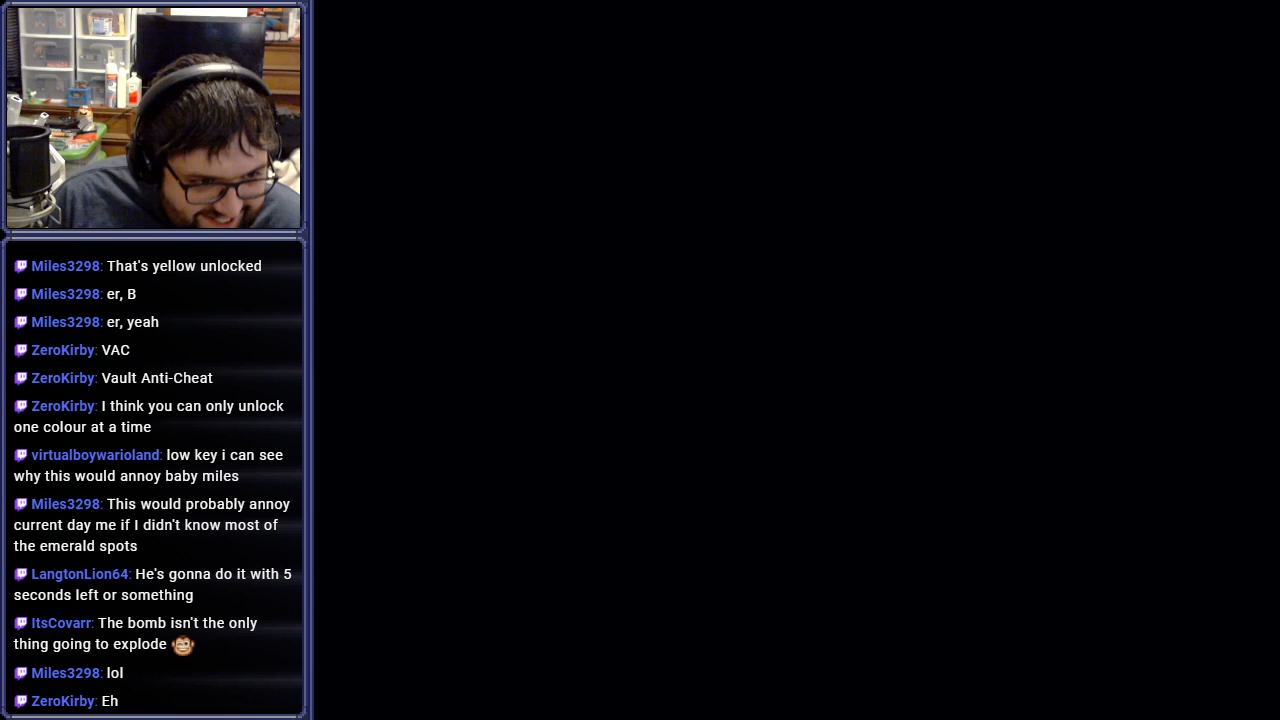 Miles3298: That's yellow unlocked
Miles3298: er, B
Miles3298: er, yeah
ZeroKirby: VAC
ZeroKirby: Vault Anti-Cheat
ZeroKirby: I think you can only unlock
one colour at a time
virtualboywarioland: low key i can see
why this would annoy baby miles
Miles3298: This would probably annoy
current day me if I didn't know most of
the emerald spots
LangtonLion64: He's gonna do it with 5
seconds left or something
ItsCovarr: The bomb isn't the only
thing going to explode
Miles3298: lol
ZeroKirby: Eh